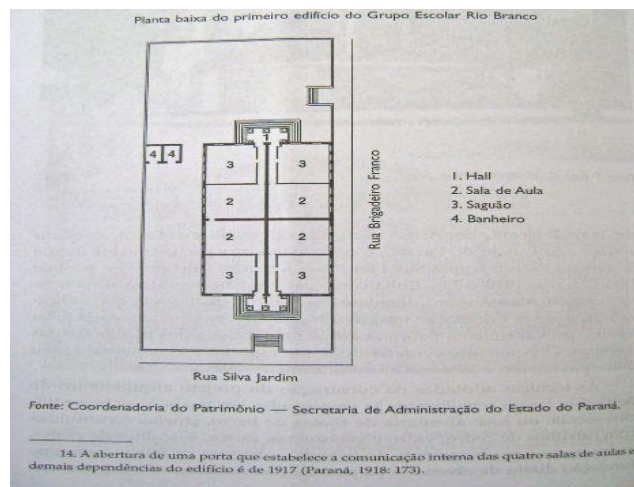 Planta baixa do primeiro edifício do Grupo Escolar Rio Branco
1
4 4
3 3
2 2
2 2
3 3
1
Rua Brigadeiro Franco
1. Hall
2. Sala de Aula
3. Saguão
4. Banheiro
Rua Silva Jardim
Fonte: Coordenadoria do Patrimônio — Secretaria de Administração do Estado do Paraná.
14. A abertura de uma porta que estabelece a comunicação interna das quatro salas de aulas e
demais dependências do edifício é de 1917 (Paraná, 1918: 173).